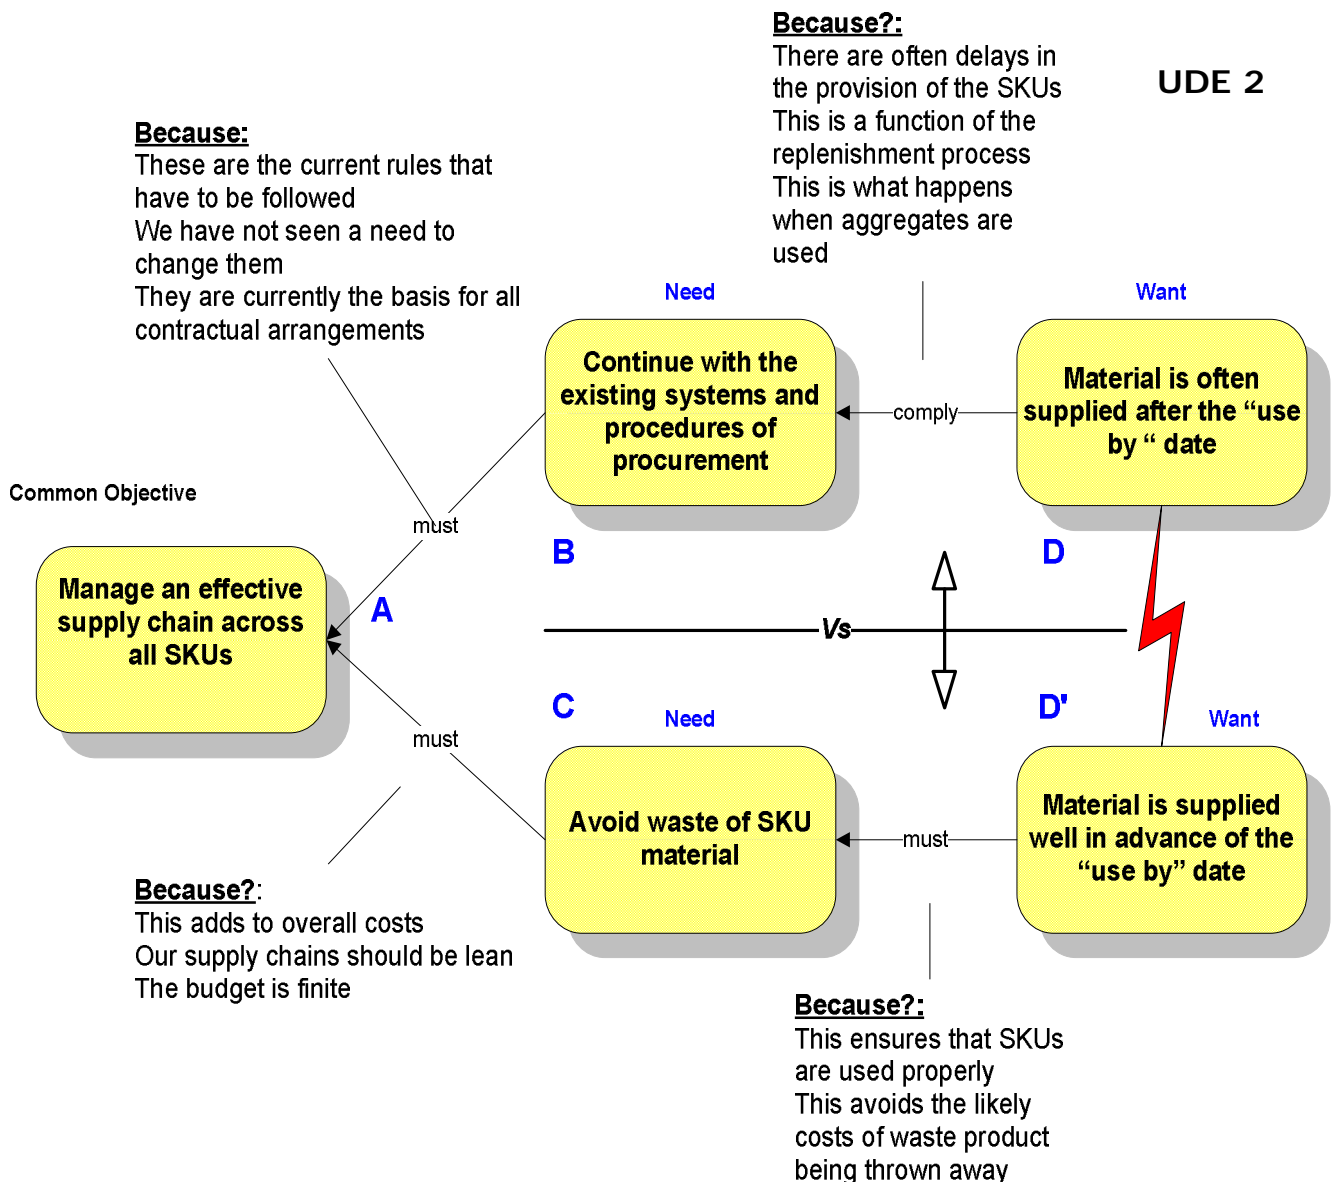 Because?:
There are often delays in
the provision of the SKUs
This is a function of the
replenishment process
This is what happens
when aggregates are
used
UDE 2
Because:
These are the current rules that
have to be followed
We have not seen a need to
change them
They are currently the basis for all
contractual arrangements
Need
Want
Continue with the
existing systems and
procedures of
procurement
comply
Material is often
supplied after the “use
by “ date
Common Objective
must
B
D
Manage an effective
supply chain across
all SKUs
A
Vs
C
Need
D'
Want
must
Avoid waste of SKU
material
must
Material is supplied
well in advance of the
“use by” date
Because?:
This adds to overall costs
Our supply chains should be lean
The budget is finite
Because?:
This ensures that SKUs
are used properly
This avoids the likely
costs of waste product
being thrown away